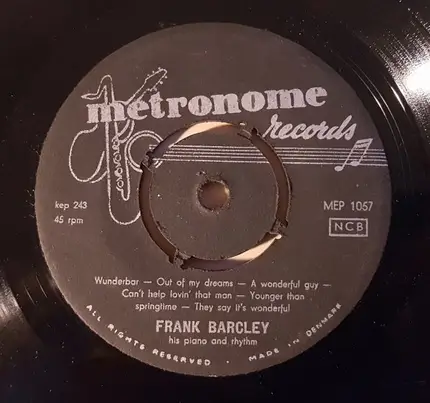 metronome
records
kep 243
45 rpm
MEP 1057
NCB
Wunderbar — Out of my dreams — A wonderful guy —
Can't help lovin' that man — Younger than
springtime — They say it's wonderful
FRANK BARCLEY
his piano and rhythm
ALL RIGHTS RESERVED · MADE IN DENMARK